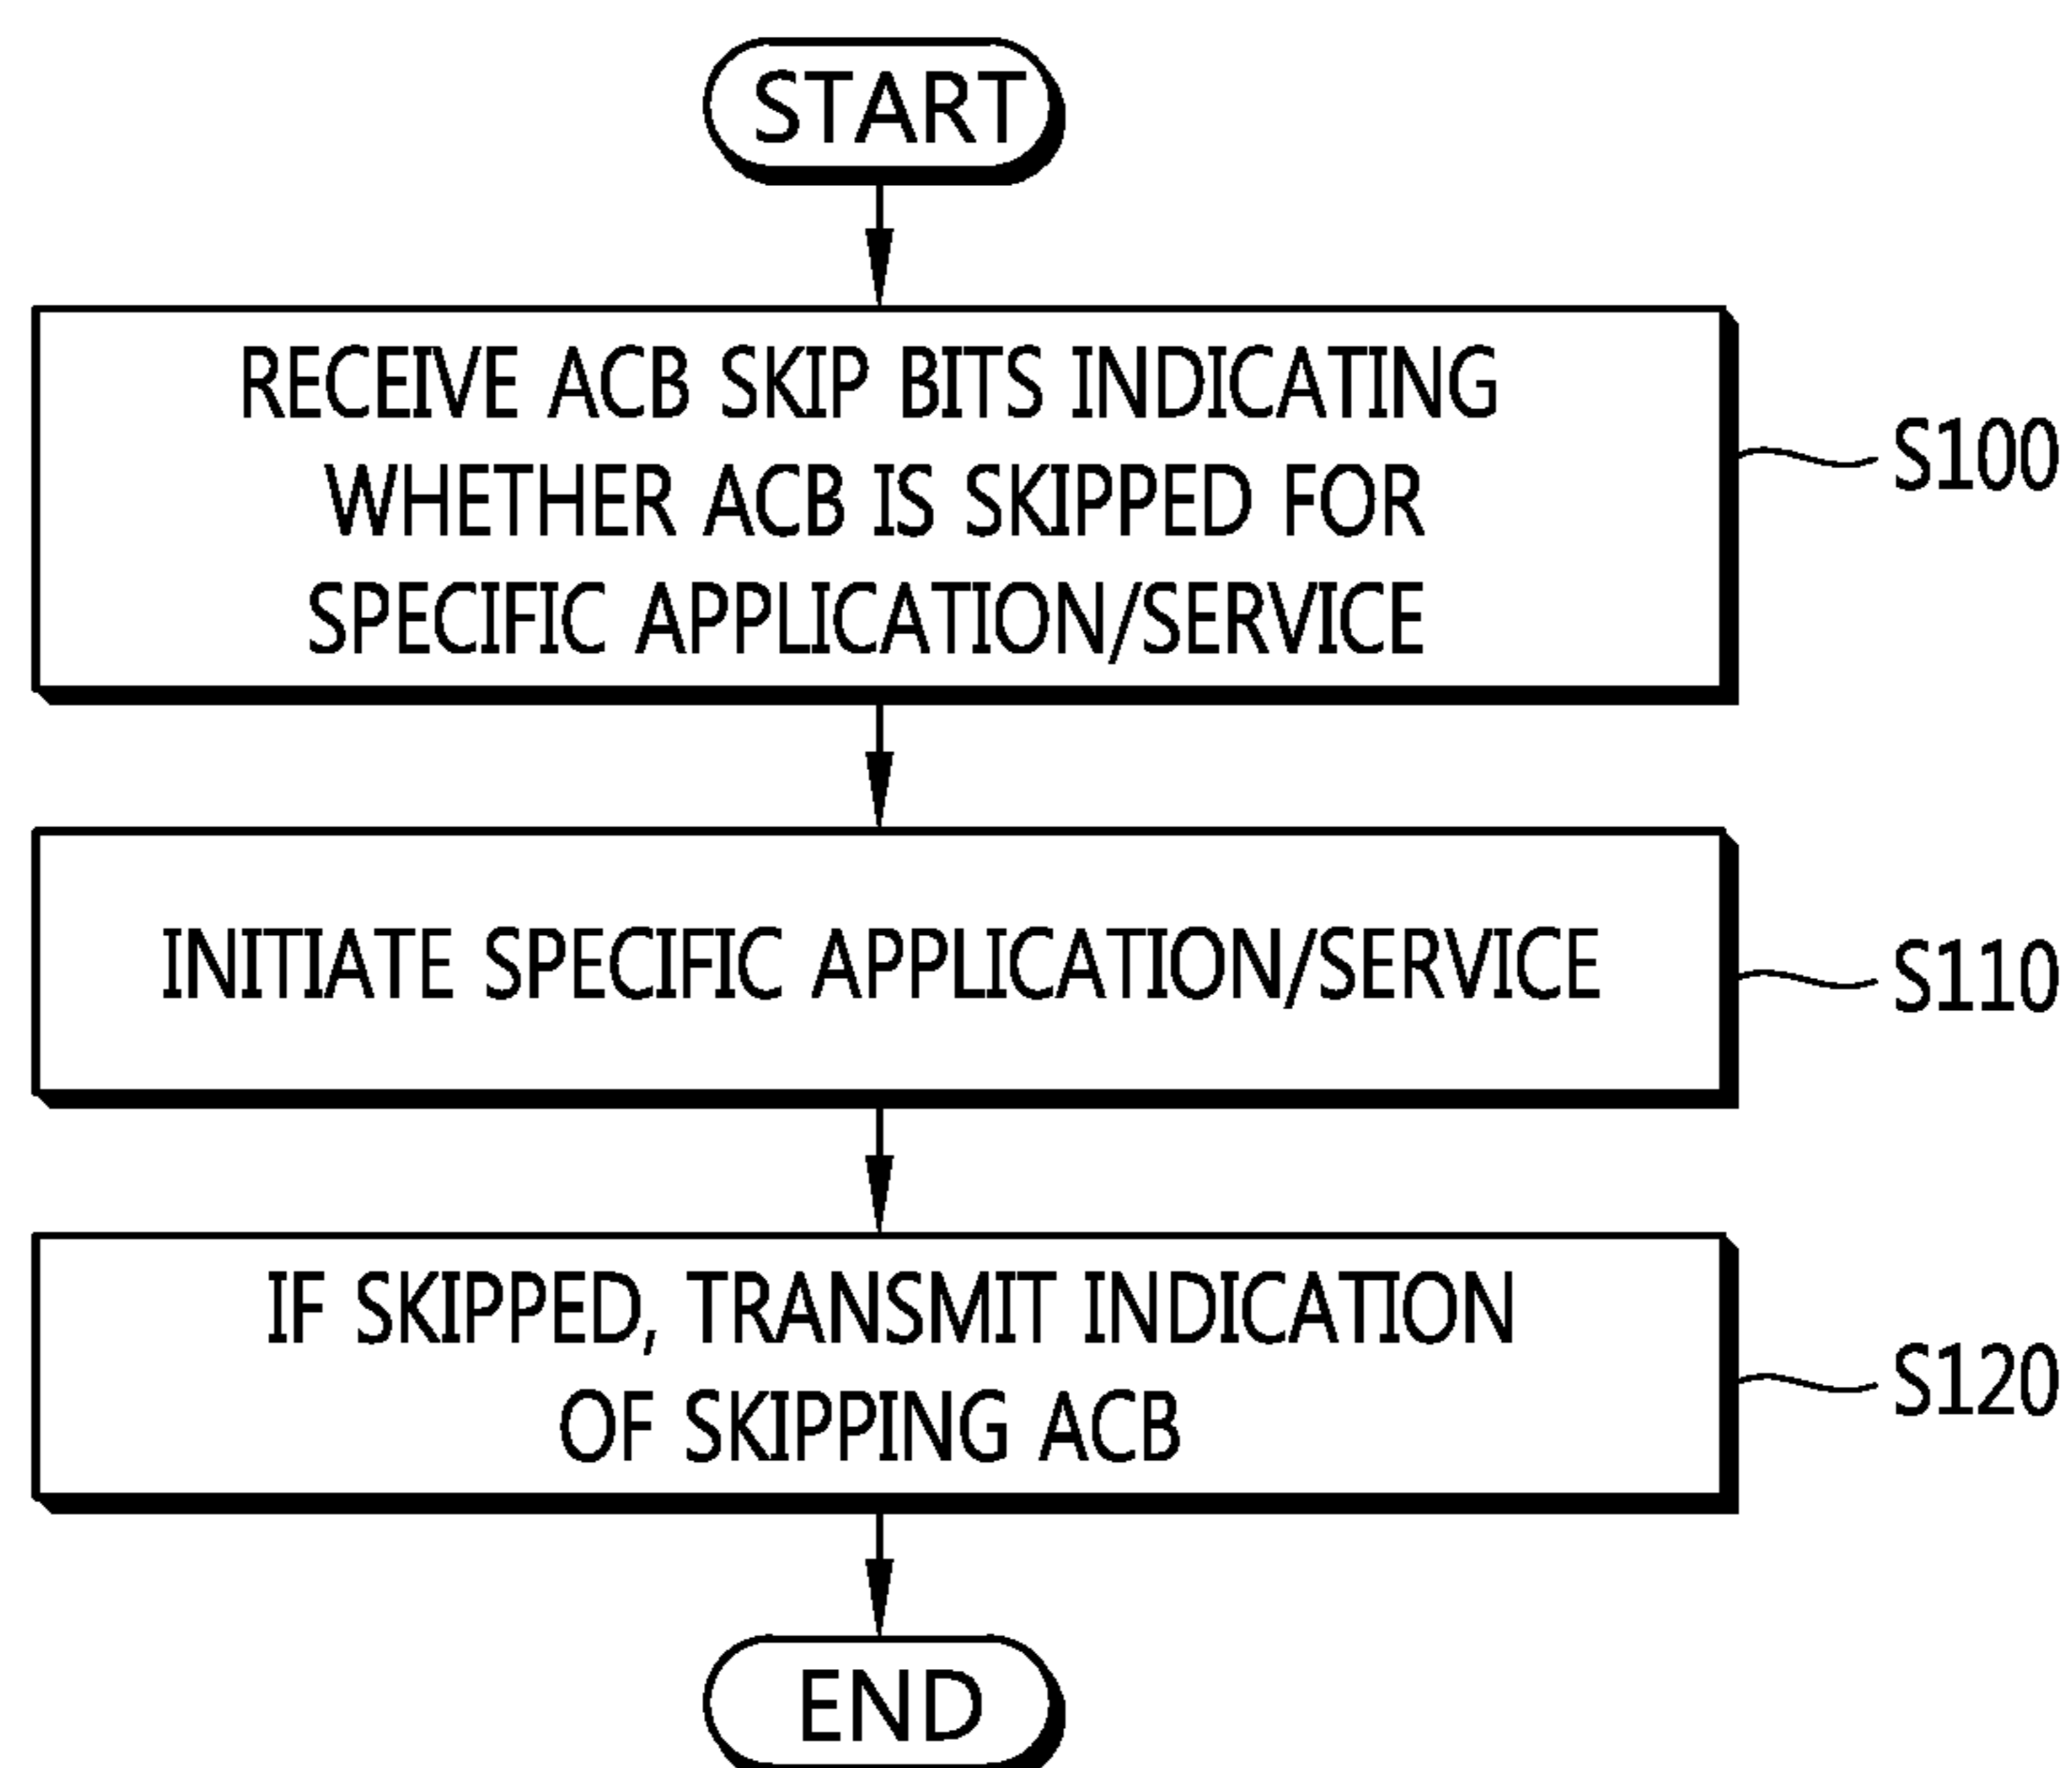 START
RECEIVE ACB SKIP BITS INDICATING
WHETHER ACB IS SKIPPED FOR
SPECIFIC APPLICATION/SERVICE
S100
INITIATE SPECIFIC APPLICATION/SERVICE
S110
IF SKIPPED, TRANSMIT INDICATION
OF SKIPPING ACB
S120
END